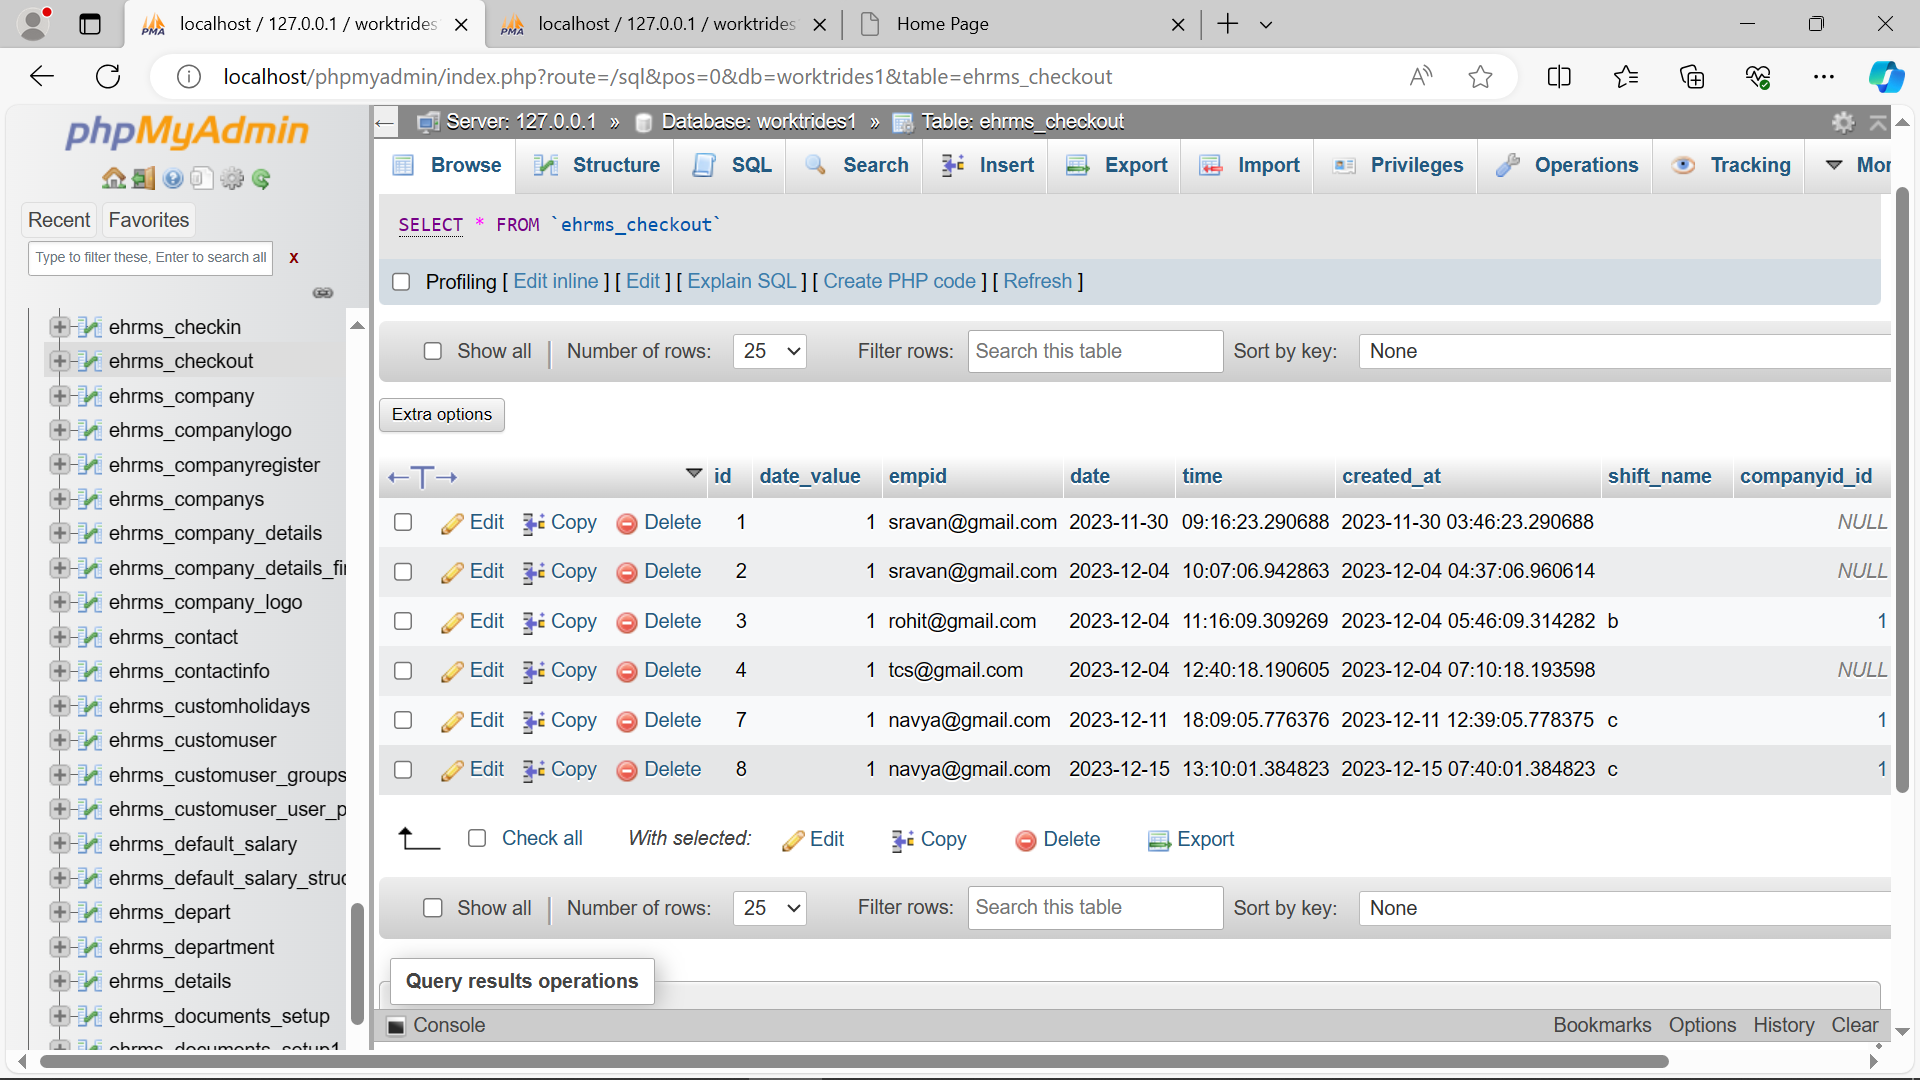 localhost / 127.0.0.1 / worktrides
localhost / 127.0.0.1 / worktrides
Home Page
localhost/phpmyadmin/index.php?route=/sql&pos=0&db=worktrides1&table=ehrms_checkout
phpMyAdmin
Recent Favorites
Type to filter these, Enter to search all X
ehrms_checkin
ehrms_checkout
ehrms_company
ehrms_companylogo
ehrms_companyregister
ehrms_companys
ehrms_company_details
ehrms_company_details_fi
ehrms_company_logo
ehrms_contact
ehrms_contactinfo
ehrms_customholidays
ehrms_customuser
ehrms_customuser_groups
ehrms_customuser_user_p
ehrms_default_salary
ehrms_default_salary_struc
ehrms_depart
ehrms_department
ehrms_details
ehrms_documents_setup
ehrms_documents_setup1
Server: 127.0.0.1 » Database: worktrides1 » Table: ehrms_checkout
Browse Structure SQL Search Insert Export Import Privileges Operations Tracking Mor
SELECT * FROM `ehrms_checkout`
Profiling [ Edit inline ] [ Edit ] [ Explain SQL ] [ Create PHP code ] [ Refresh ]
Show all | Number of rows: 25 Filter rows: Search this table Sort by key: None
Extra options
←T→ id date_value empid date time created_at shift_name companyid_id
Edit Copy Delete 1 1 sravan@gmail.com 2023-11-30 09:16:23.290688 2023-11-30 03:46:23.290688 NULL
Edit Copy Delete 2 1 sravan@gmail.com 2023-12-04 10:07:06.942863 2023-12-04 04:37:06.960614 NULL
Edit Copy Delete 3 1 rohit@gmail.com 2023-12-04 11:16:09.309269 2023-12-04 05:46:09.314282 b 1
Edit Copy Delete 4 1 tcs@gmail.com 2023-12-04 12:40:18.190605 2023-12-04 07:10:18.193598 NULL
Edit Copy Delete 7 1 navya@gmail.com 2023-12-11 18:09:05.776376 2023-12-11 12:39:05.778375 c 1
Edit Copy Delete 8 1 navya@gmail.com 2023-12-15 13:10:01.384823 2023-12-15 07:40:01.384823 c 1
Check all With selected: Edit Copy Delete Export
Show all | Number of rows: 25 Filter rows: Search this table Sort by key: None
Query results operations
Console Bookmarks Options History Clear